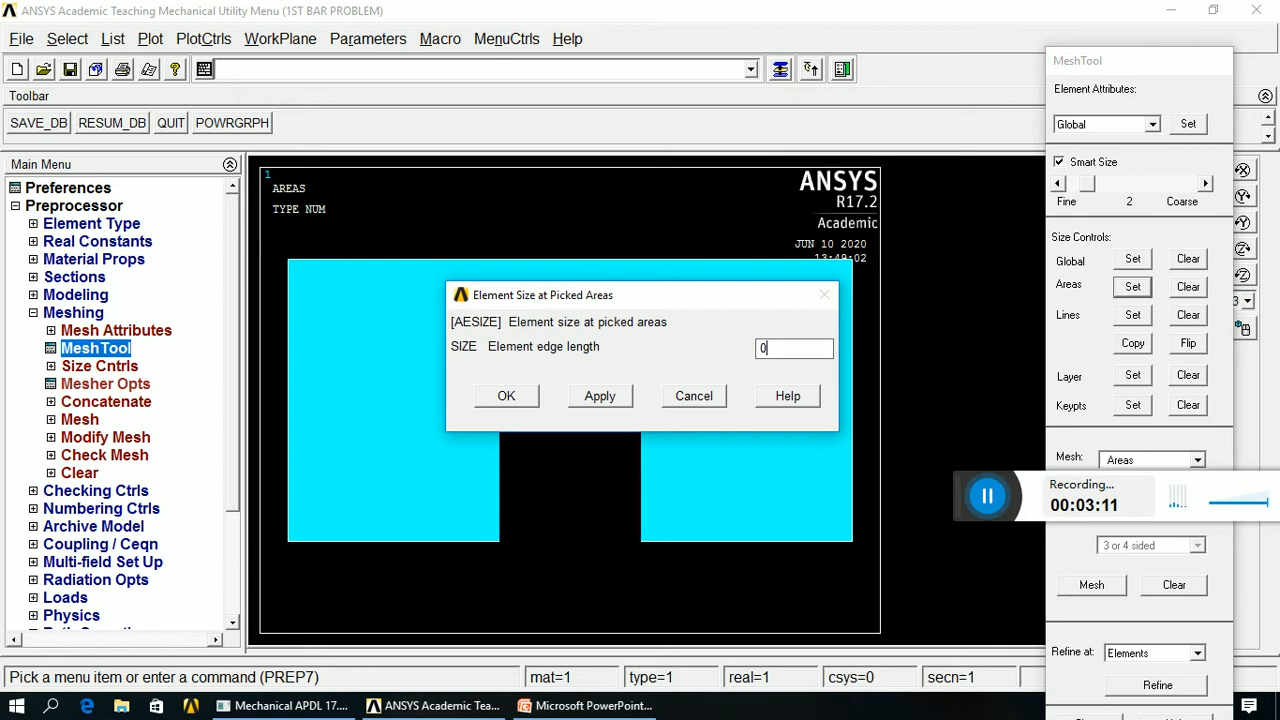 ANSYS Academic Teaching Mechanical Utility Menu (1ST BAR PROBLEM)
File Select List Plot PlotCtrls WorkPlane Parameters Macro MenuCtrls Help
Toolbar
SAVE_DB RESUM_DB QUIT POWRGRPH
Main Menu
Preferences
Preprocessor
Element Type
Real Constants
Material Props
Sections
Modeling
Meshing
Mesh Attributes
MeshTool
Size Cntrls
Mesher Opts
Concatenate
Mesh
Modify Mesh
Check Mesh
Clear
Checking Ctrls
Numbering Ctrls
Archive Model
Coupling / Ceqn
Multi-field Set Up
Radiation Opts
Loads
Physics
1
AREAS
TYPE NUM
ANSYS
R17.2
Academic
JUN 10 2020
13:49:02
Element Size at Picked Areas
[AESIZE] Element size at picked areas
SIZE Element edge length 0
OK Apply Cancel Help
MeshTool
Element Attributes:
Global Set
Smart Size
Fine 2 Coarse
Size Controls:
Global Set Clear
Areas Set Clear
Lines Set Clear
Copy Flip
Layer Set Clear
Keypts Set Clear
Mesh: Areas
Recording...
00:03:11
3 or 4 sided
Mesh Clear
Refine at: Elements
Refine
3
Pick a menu item or enter a command (PREP7) mat=1 type=1 real=1 csys=0 secn=1
Mechanical APDL 17.... ANSYS Academic Tea... Microsoft PowerPoint...